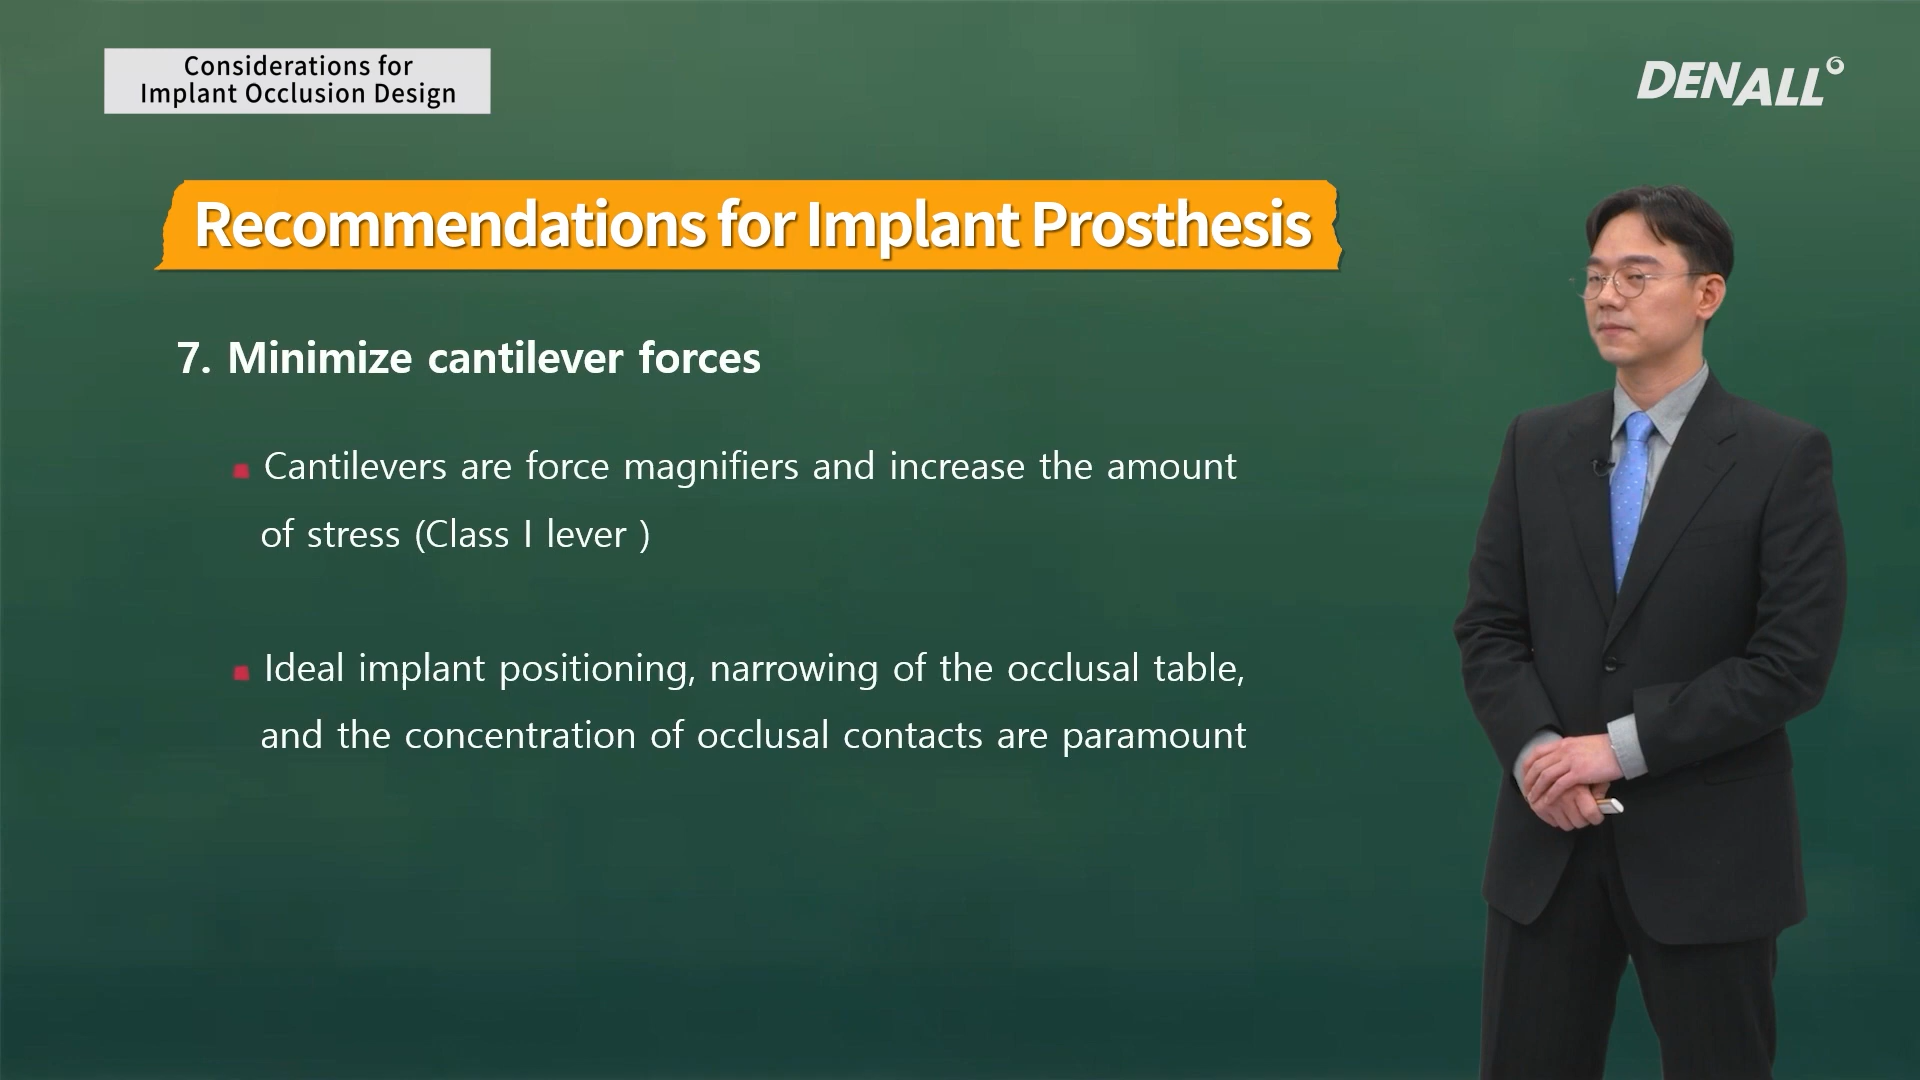 Considerations for
Implant Occlusion Design
DENALL
Recommendations for Implant Prosthesis
7. Minimize cantilever forces
Cantilevers are force magnifiers and increase the amount
of stress (Class I lever )
Ideal implant positioning, narrowing of the occlusal table,
and the concentration of occlusal contacts are paramount